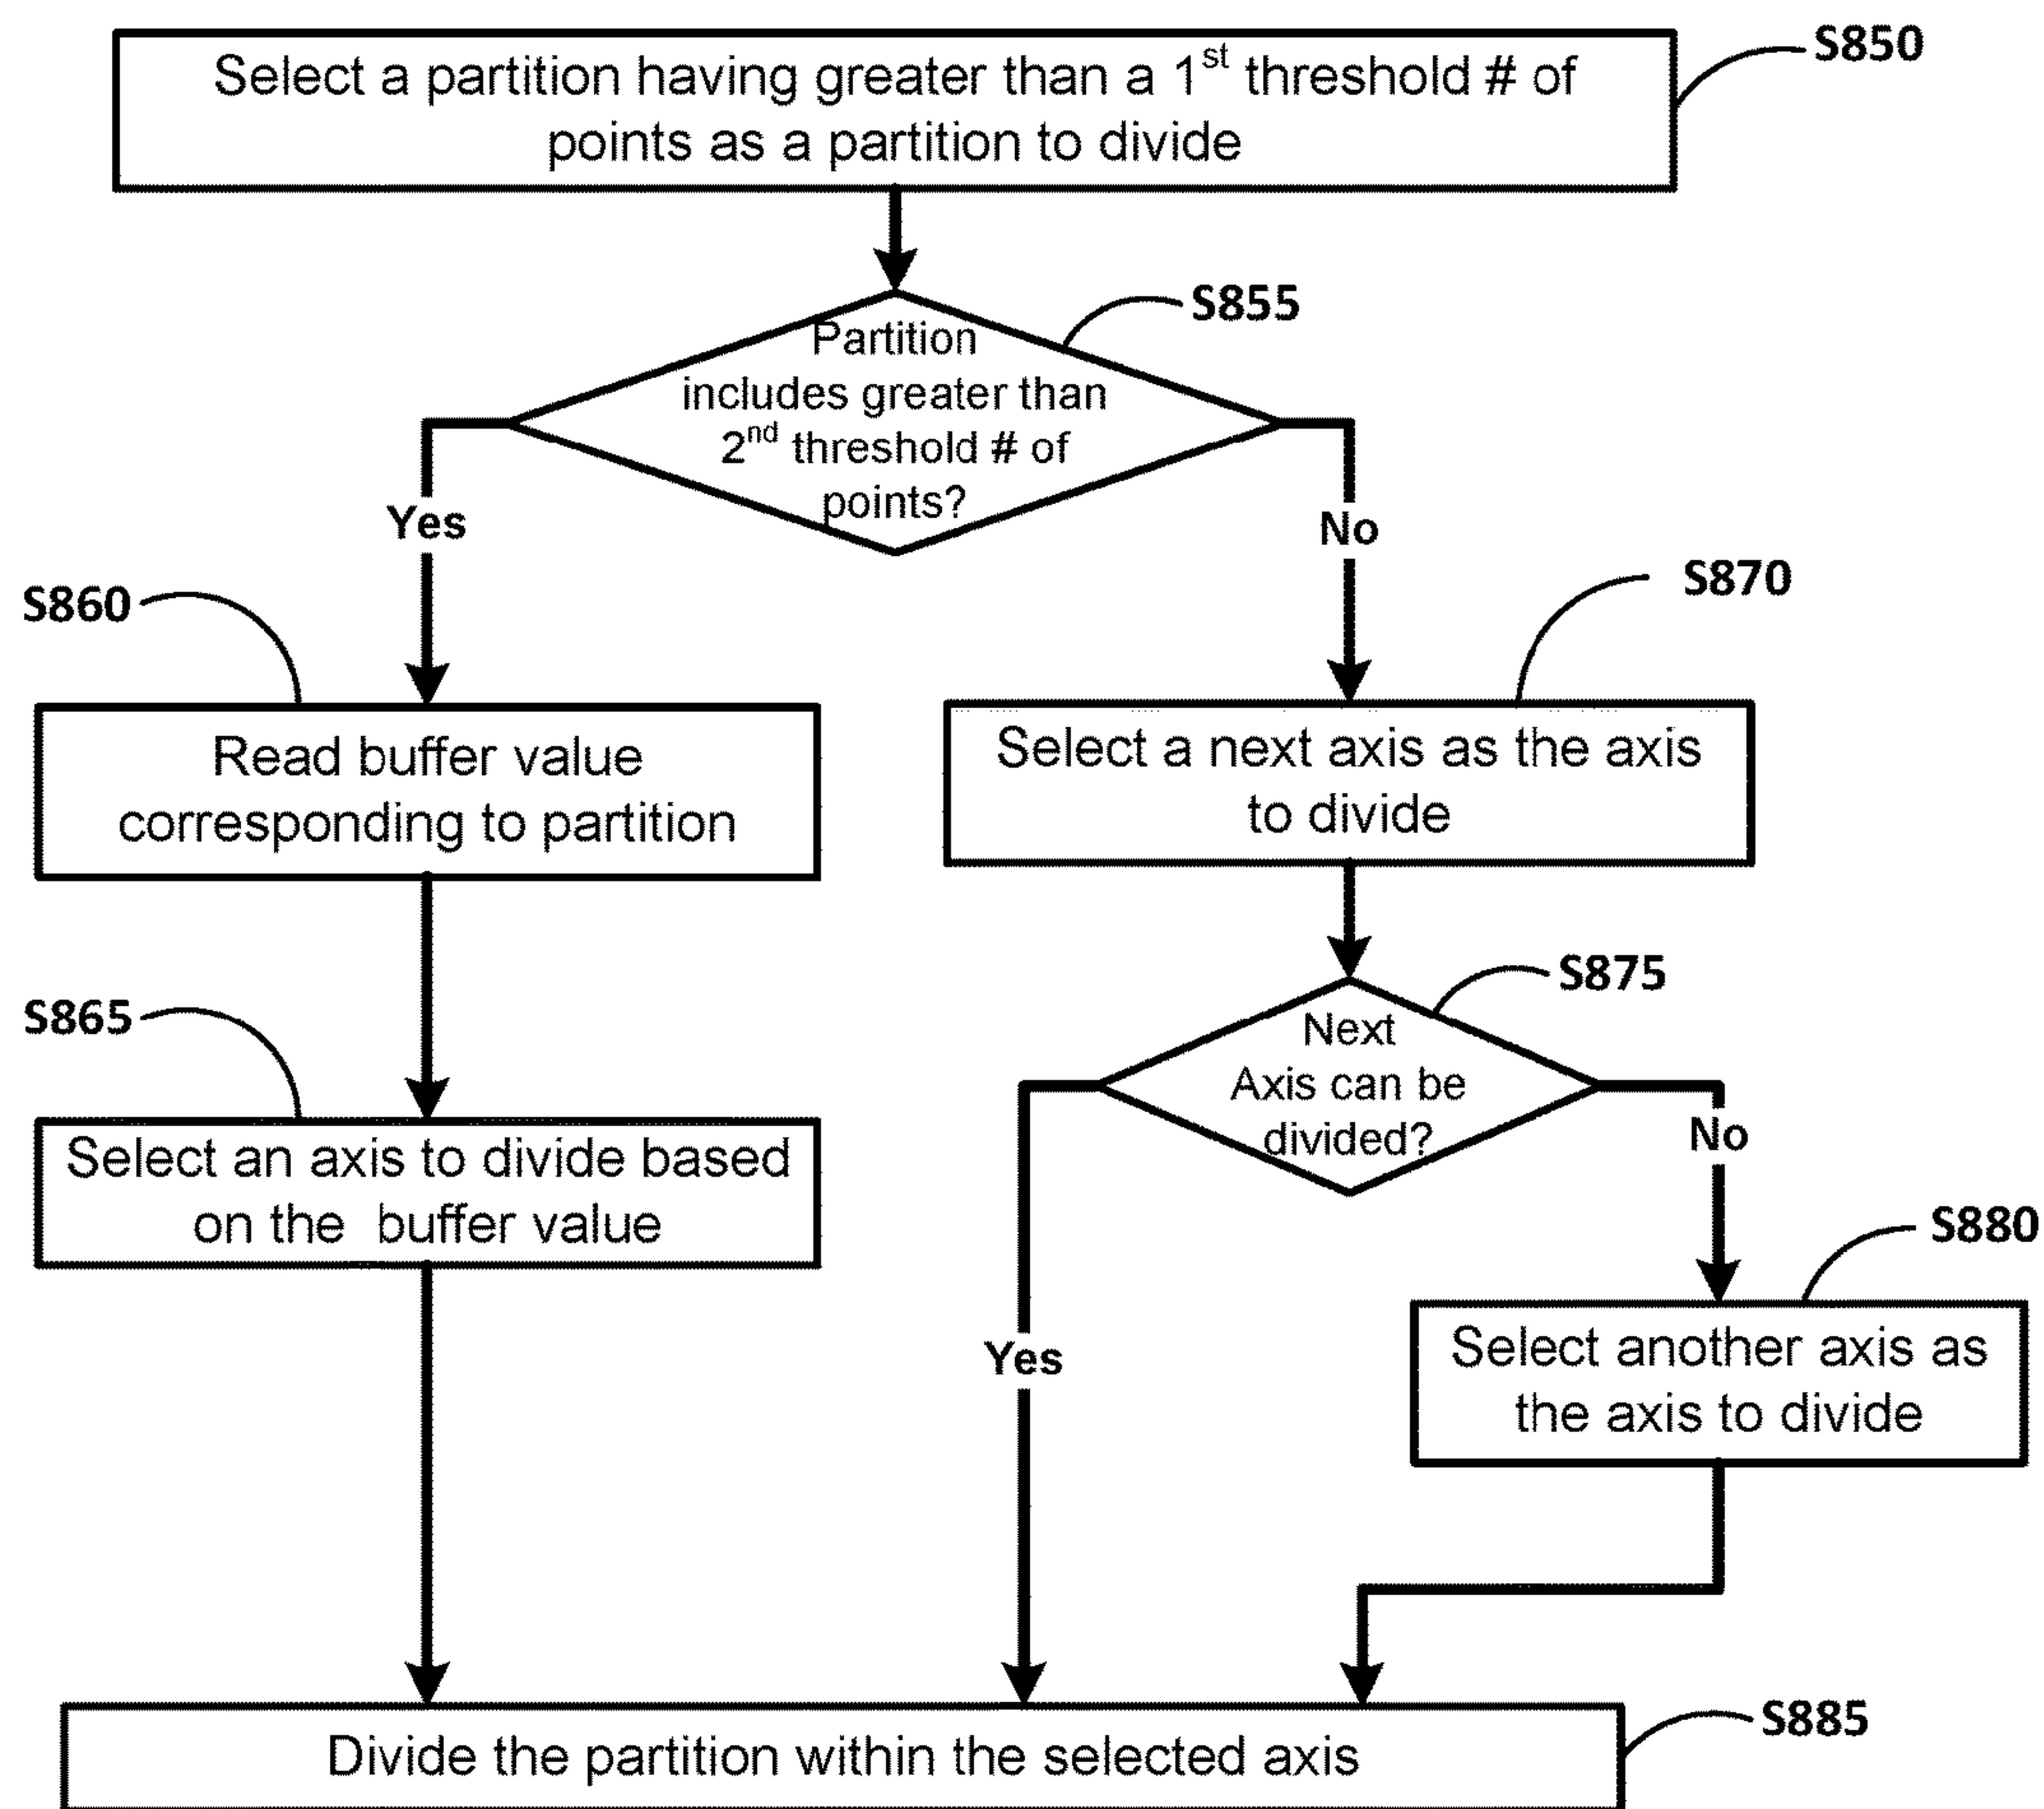 S850
Select a partition having greater than a 1st threshold # of
points as a partition to divide
S855
Partition
includes greater than
2nd threshold # of
points?
Yes
No
S860
S870
Read buffer value
corresponding to partition
Select a next axis as the axis
to divide
S865
S875
Select an axis to divide based
on the buffer value
Next
Axis can be
divided?
No
Yes
S880
Select another axis as
the axis to divide
S885
Divide the partition within the selected axis